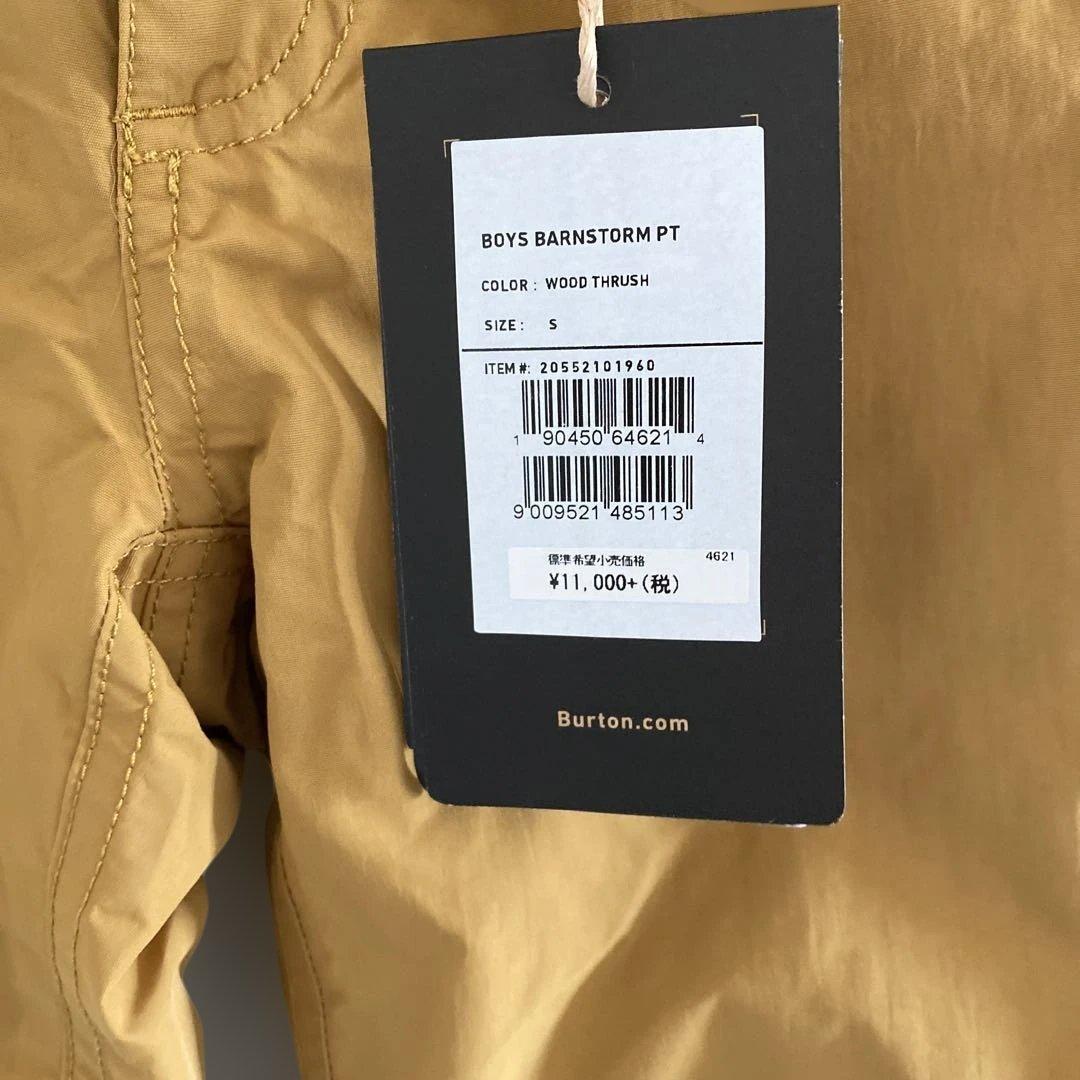 BOYS BARNSTORM PT
COLOR : WOOD THRUSH
SIZE : S
ITEM #: 20552101960
1 90450 64621 4
9 009521 485113
標準希望小売価格 4621
¥11,000+(税)
Burton.com